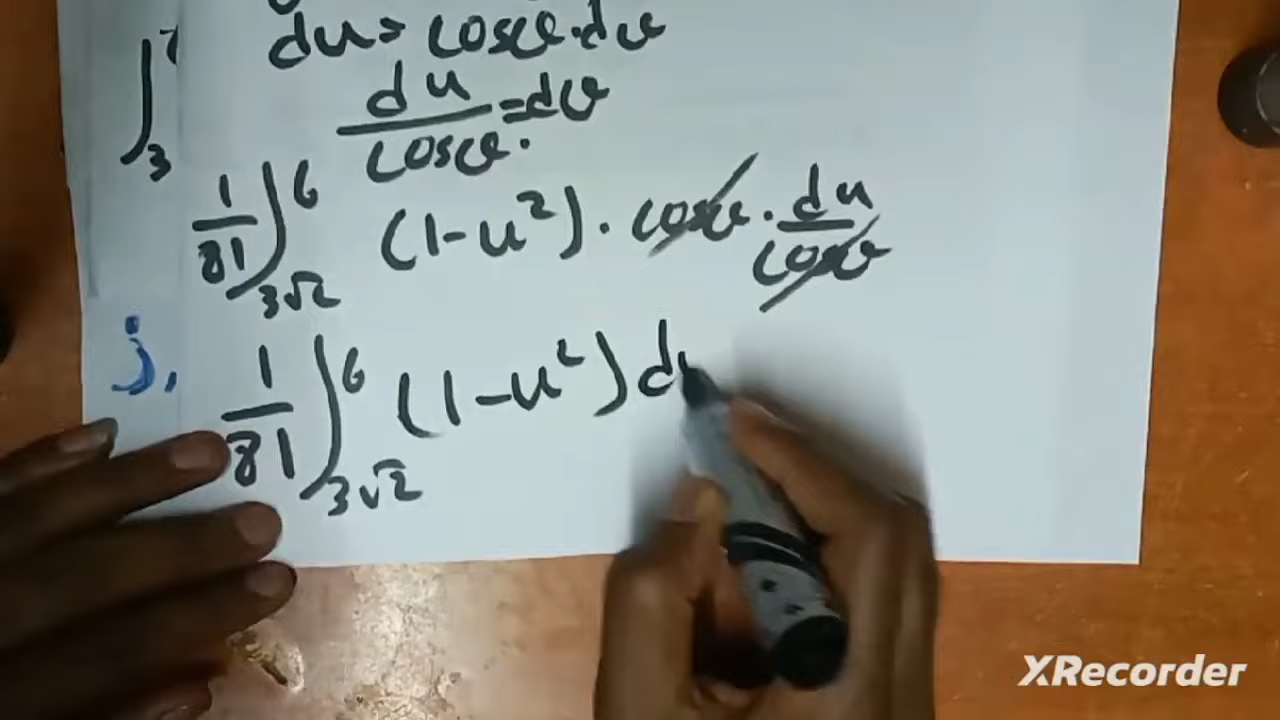 du = cosθ·dθ
du/cosθ. = dθ
∫3
1/81 ∫3√2^6 (1-u²)·cosθ·du/cosθ
j.
1/81 ∫3√2^6 (1-u²)du
XRecorder